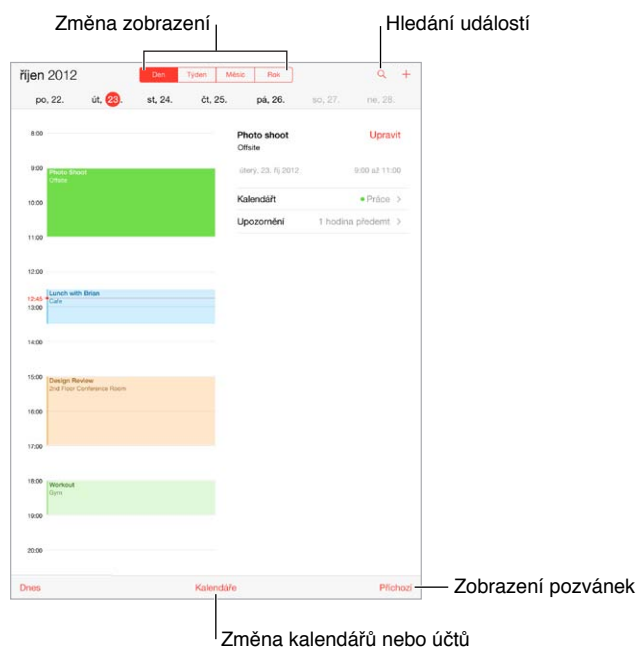 Změna zobrazení
Hledání událostí
říjen 2012
Den Týden Měsíc Rok
po, 22. út, 23. st, 24. čt, 25. pá, 26. so, 27. ne, 28.
8:00
Photo shoot Upravit
Offsite
9:00
Photo Shoot
Offsite
úterý, 23. říj 2012 9:00 až 11:00
10:00
Kalendářt Práce >
Upozornění 1 hodina předemt >
11:00
12:00
Lunch with Brian
12:45
Cafe
13:00
14:00
15:00
Design Review
2nd Floor Conference Room
16:00
17:00
18:00
Workout
Gym
19:00
20:00
Dnes Kalendáře Příchozí
Zobrazení pozvánek
Změna kalendářů nebo účtů